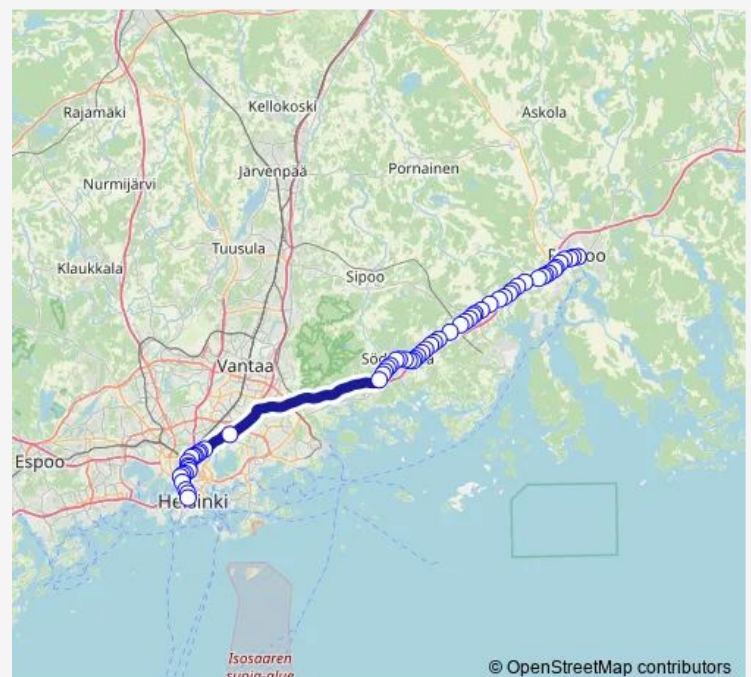 Rajamäki
Kellokoski
Askola
Järvenpää
Pornainen
Nurmijärvi
Tuusula
Klaukkala
Sipoo
Vantaa
Espoo
Helsinki
Isosaaren
© OpenStreetMap contributors